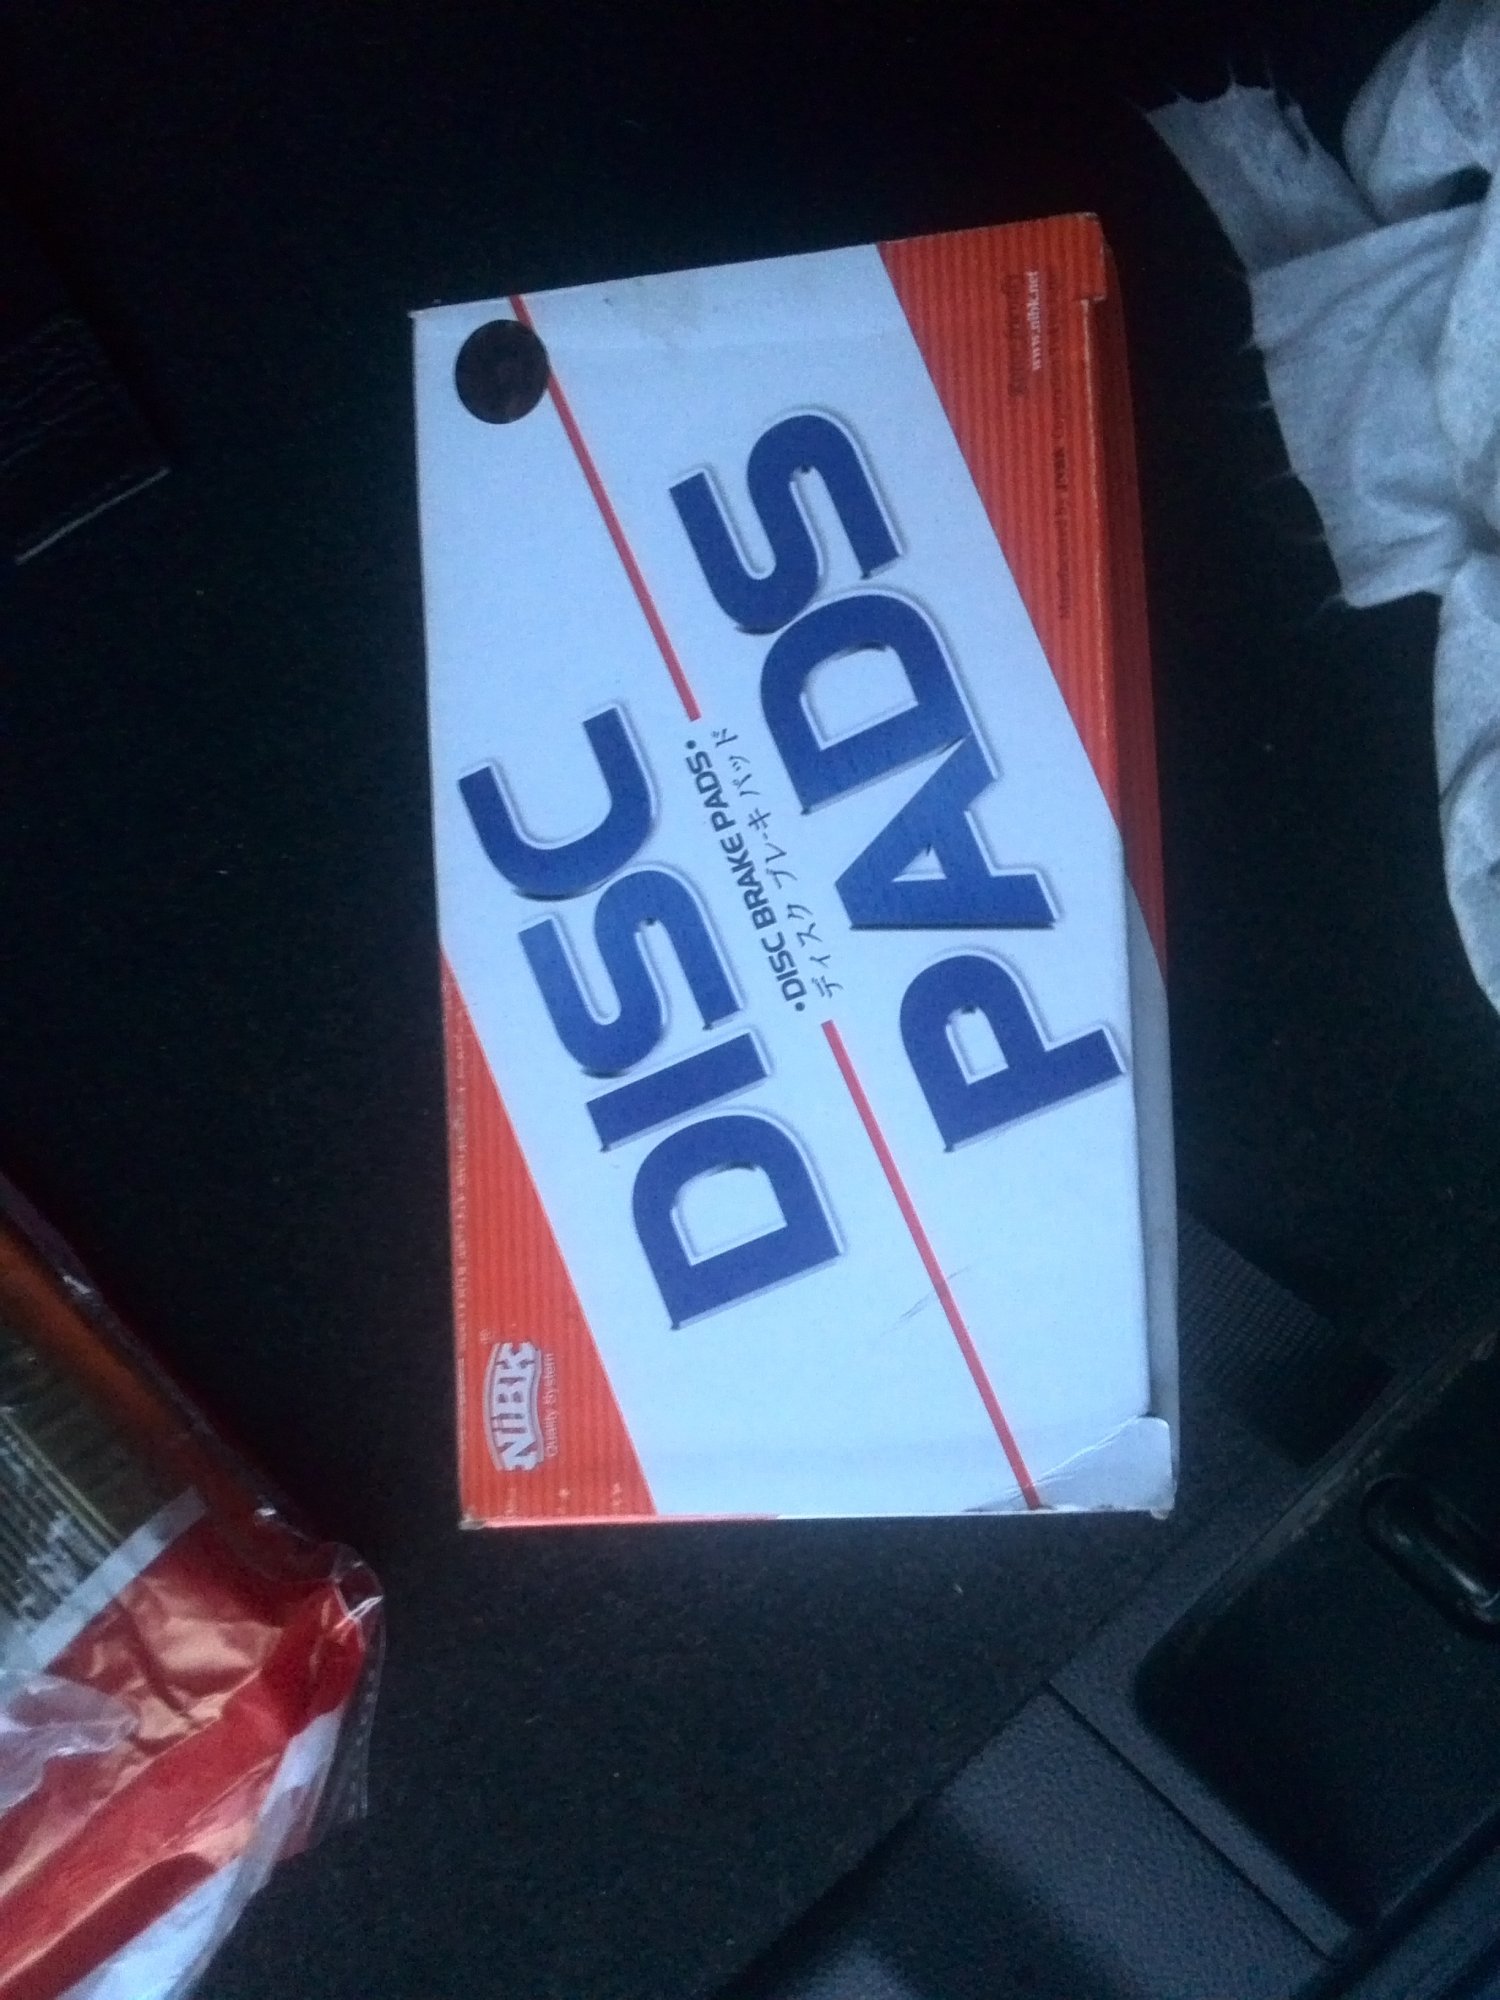 NiBK
Quality System
DISC
•DISC BRAKE PADS•
ディスク ブレーキ パッド
PADS
www.nibk.net